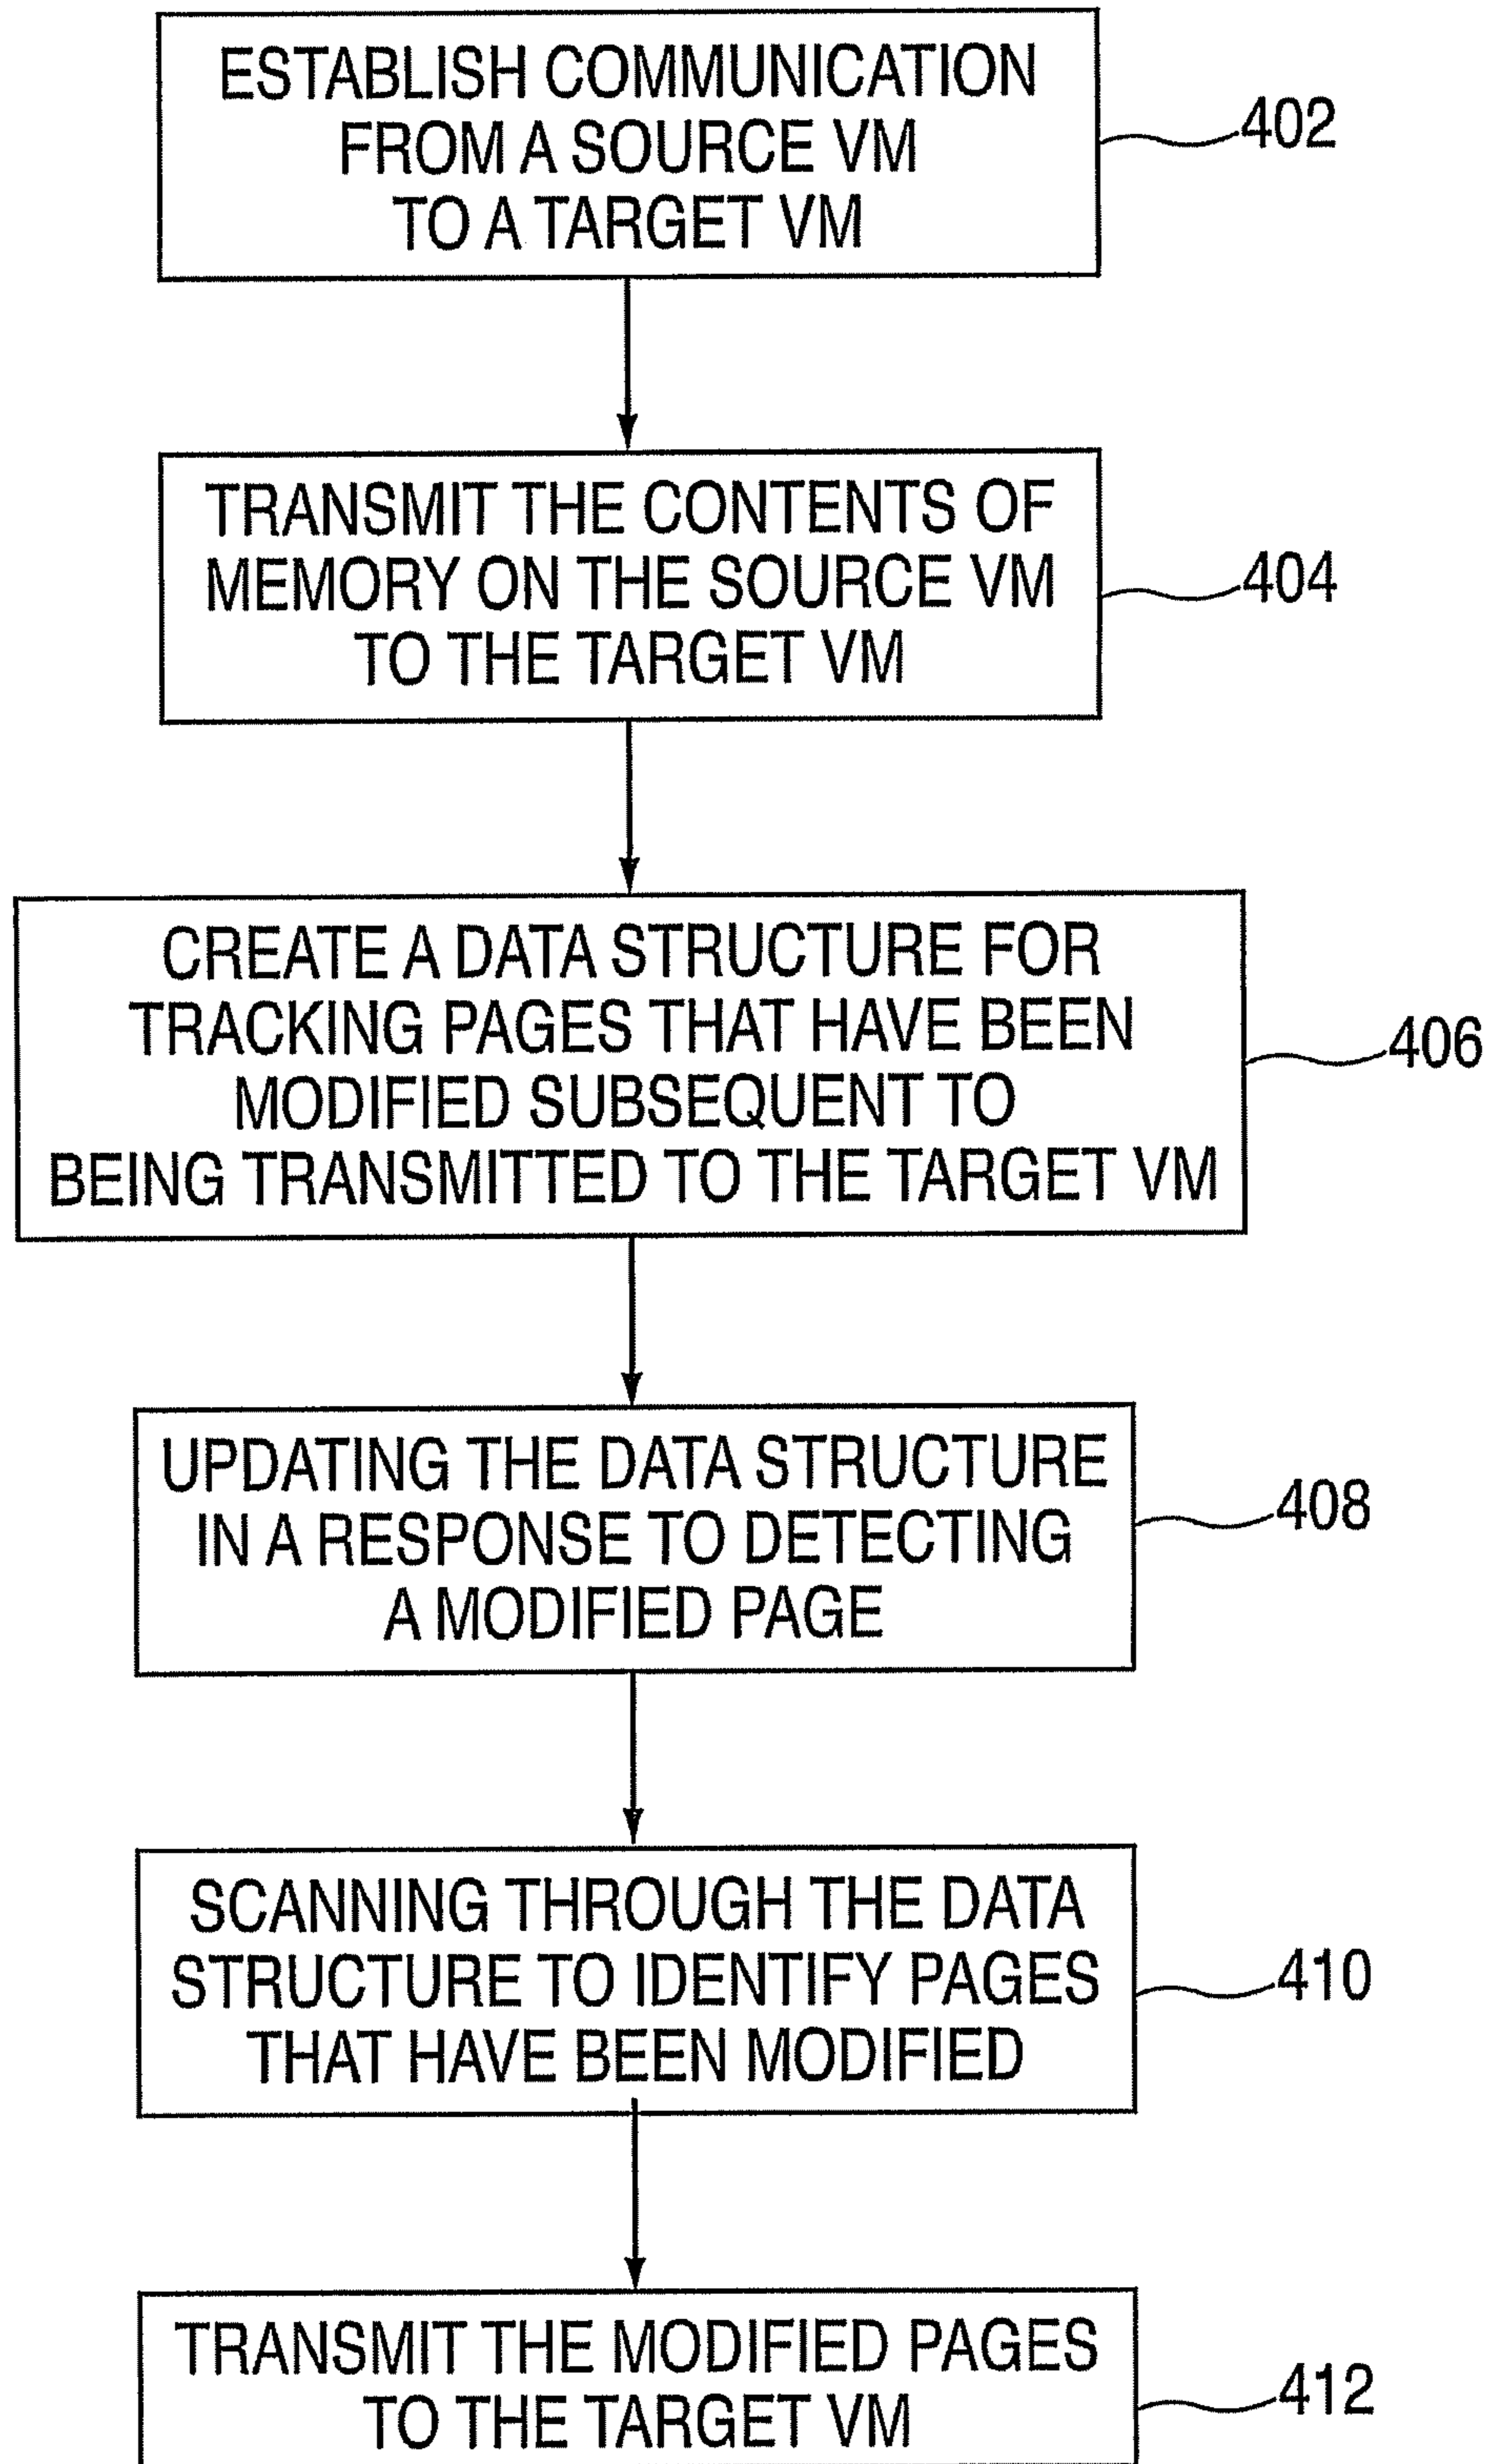 ESTABLISH COMMUNICATION
FROM A SOURCE VM
TO A TARGET VM
402
TRANSMIT THE CONTENTS OF
MEMORY ON THE SOURCE VM
TO THE TARGET VM
404
CREATE A DATA STRUCTURE FOR
TRACKING PAGES THAT HAVE BEEN
MODIFIED SUBSEQUENT TO
BEING TRANSMITTED TO THE TARGET VM
406
UPDATING THE DATA STRUCTURE
IN A RESPONSE TO DETECTING
A MODIFIED PAGE
408
SCANNING THROUGH THE DATA
STRUCTURE TO IDENTIFY PAGES
THAT HAVE BEEN MODIFIED
410
TRANSMIT THE MODIFIED PAGES
TO THE TARGET VM
412